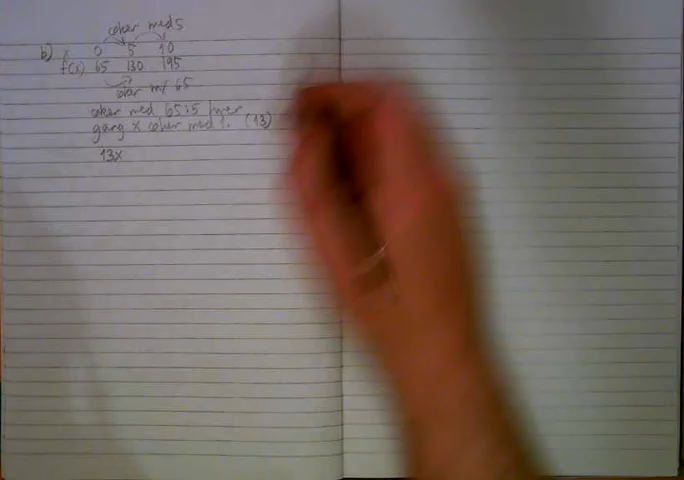 øker med 5
b) x 0 5 10
f(x) 65 130 195
øker m/ 65
øker med 65:5 hver
gang x øker med 1. (13)
13x